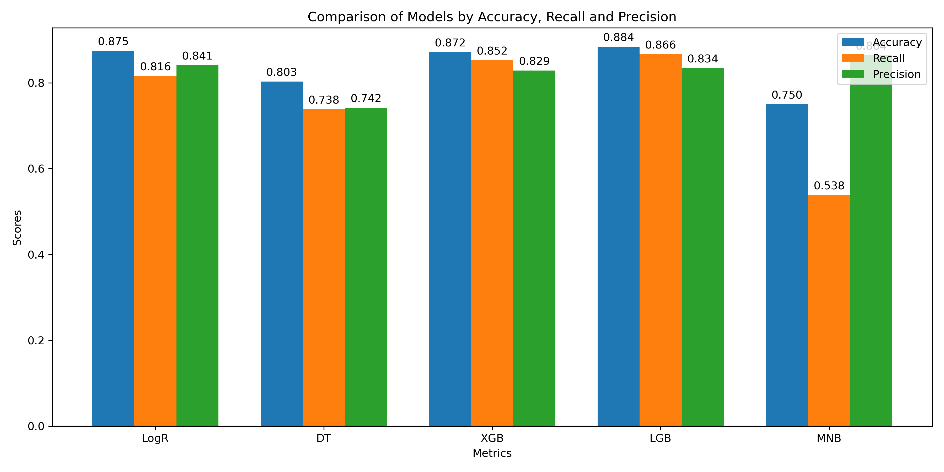 Comparison of Models by Accuracy, Recall and Precision
0.875
0.816
0.841
0.803
0.738
0.742
0.872
0.852
0.829
0.884
0.866
0.834
0.750
0.538
Accuracy
Recall
Precision
0.8
0.6
0.4
0.2
0.0
Scores
LogR
DT
XGB
LGB
MNB
Metrics